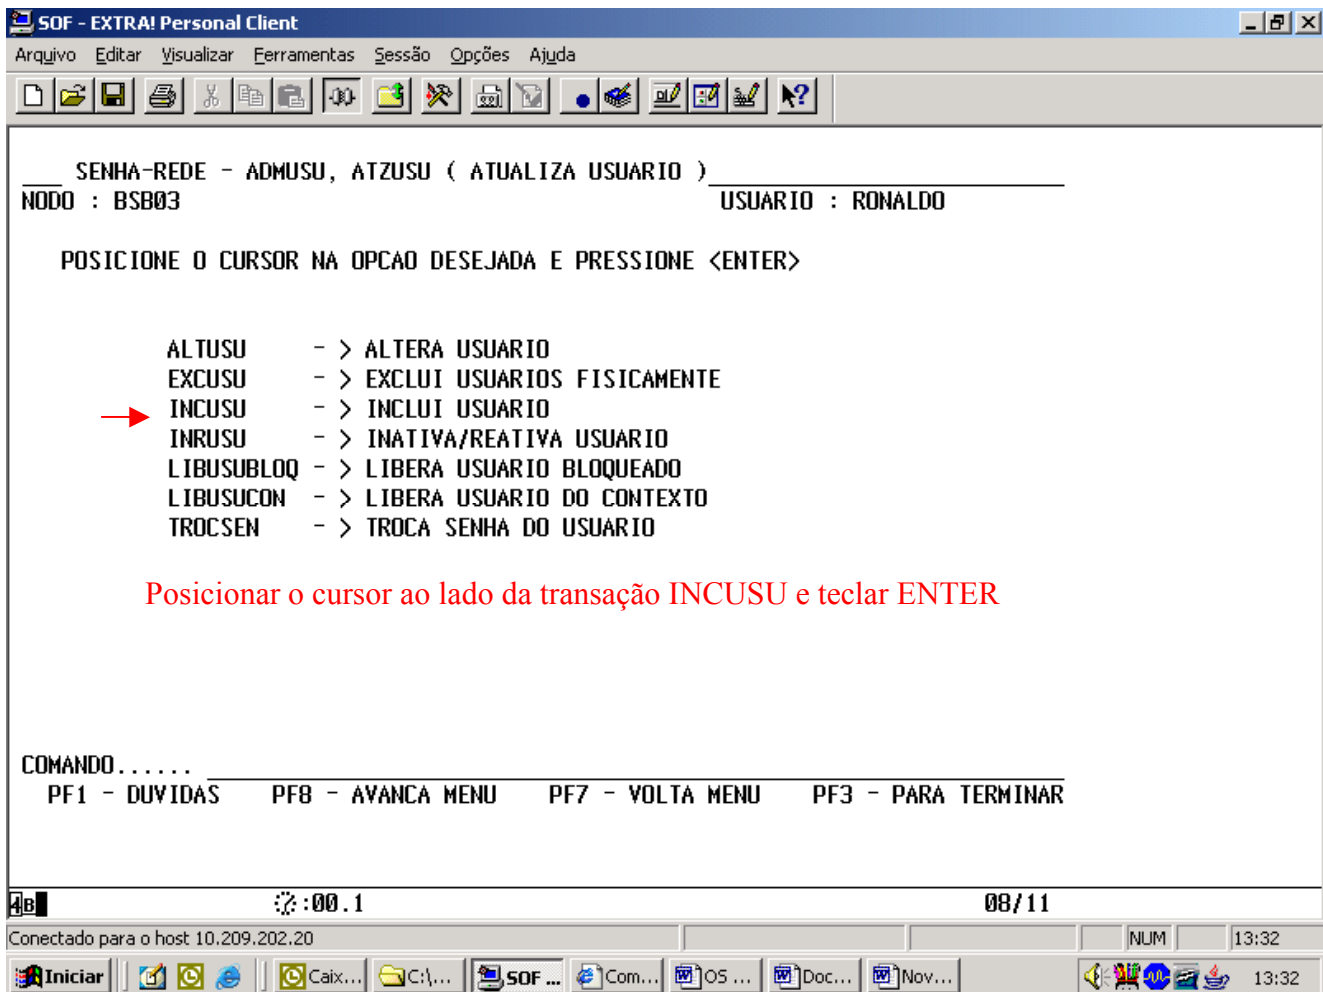 SOF - EXTRA! Personal Client
Arquivo Editar Visualizar Ferramentas Sessão Opções Ajuda
SENHA-REDE - ADMUSU, ATZUSU ( ATUALIZA USUARIO )
NODO : BSB03 USUARIO : RONALDO
POSICIONE O CURSOR NA OPCAO DESEJADA E PRESSIONE <ENTER>
ALTUSU - > ALTERA USUARIO
EXCUSU - > EXCLUI USUARIOS FISICAMENTE
INCUSU - > INCLUI USUARIO
INRUSU - > INATIVA/REATIVA USUARIO
LIBUSUBLOQ - > LIBERA USUARIO BLOQUEADO
LIBUSUCON - > LIBERA USUARIO DO CONTEXTO
TROCSEN - > TROCA SENHA DO USUARIO
Posicionar o cursor ao lado da transação INCUSU e teclar ENTER
COMANDO......
PF1 - DUVIDAS PF8 - AVANCA MENU PF7 - VOLTA MENU PF3 - PARA TERMINAR
4B :00.1 08/11
Conectado para o host 10.209.202.20 NUM 13:32
Iniciar Caix... C:\,... SOF ... Com... OS ... Doc... Nov... 13:32